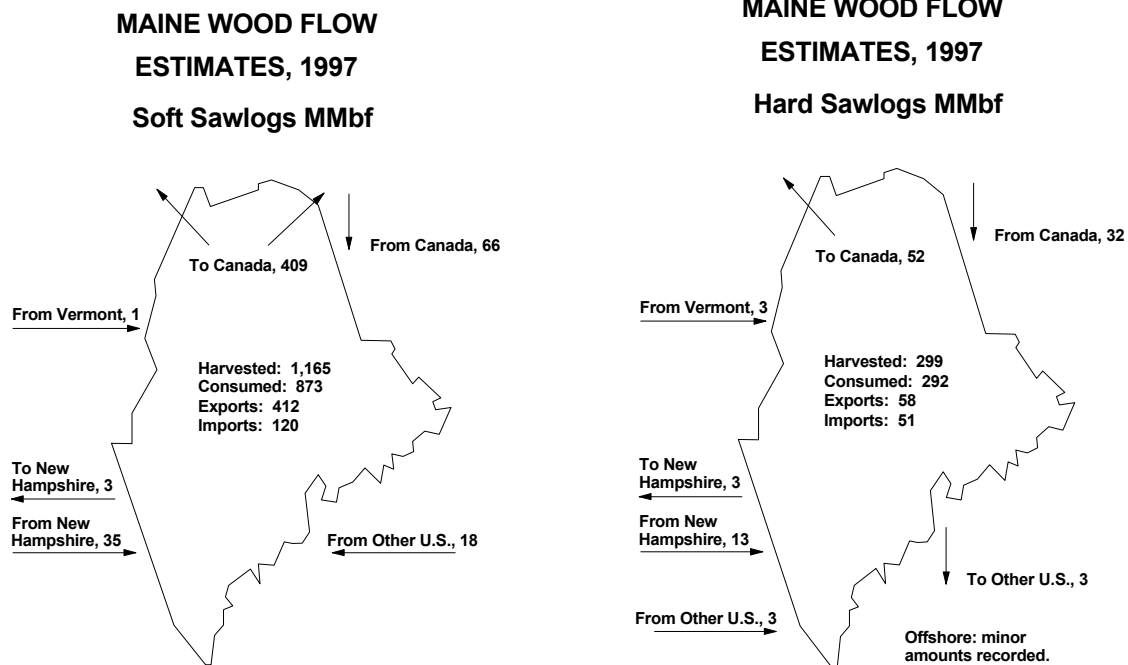 MAINE WOOD FLOW
ESTIMATES, 1997
Soft Sawlogs MMbf
To Canada, 409
From Canada, 66
From Vermont, 1
Harvested: 1,165
Consumed: 873
Exports: 412
Imports: 120
To New
Hampshire, 3
From New
Hampshire, 35
From Other U.S., 18
MAINE WOOD FLOW
ESTIMATES, 1997
Hard Sawlogs MMbf
To Canada, 52
From Canada, 32
From Vermont, 3
Harvested: 299
Consumed: 292
Exports: 58
Imports: 51
To New
Hampshire, 3
From New
Hampshire, 13
To Other U.S., 3
From Other U.S., 3
Offshore: minor
amounts recorded.